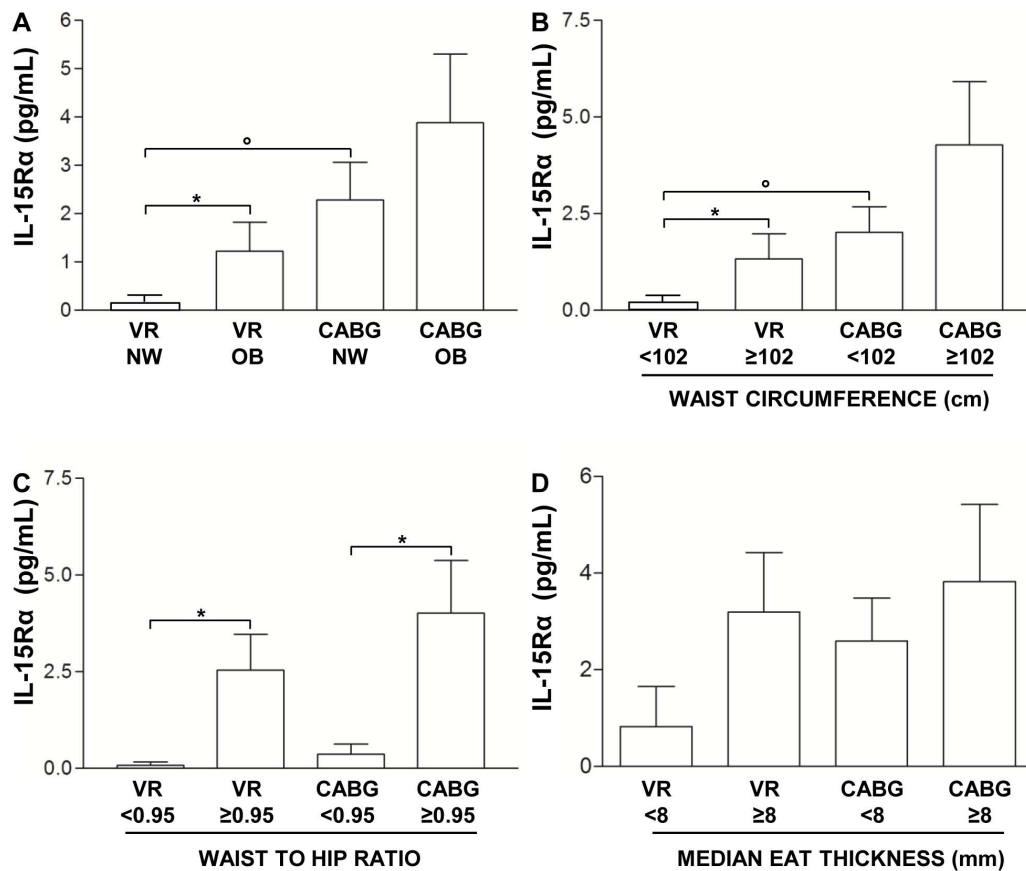 A
IL-15Rα (pg/mL)
6
5
4
3
2
1
0
°
*
VR VR CABG CABG
NW OB NW OB
B
IL-15Rα (pg/mL)
7.5
5.0
2.5
0.0
°
*
VR VR CABG CABG
<102 ≥102 <102 ≥102
WAIST CIRCUMFERENCE (cm)
C
IL-15Rα (pg/mL)
7.5
5.0
2.5
0.0
*
*
VR VR CABG CABG
<0.95 ≥0.95 <0.95 ≥0.95
WAIST TO HIP RATIO
D
IL-15Rα (pg/mL)
6
4
2
0
VR VR CABG CABG
<8 ≥8 <8 ≥8
MEDIAN EAT THICKNESS (mm)